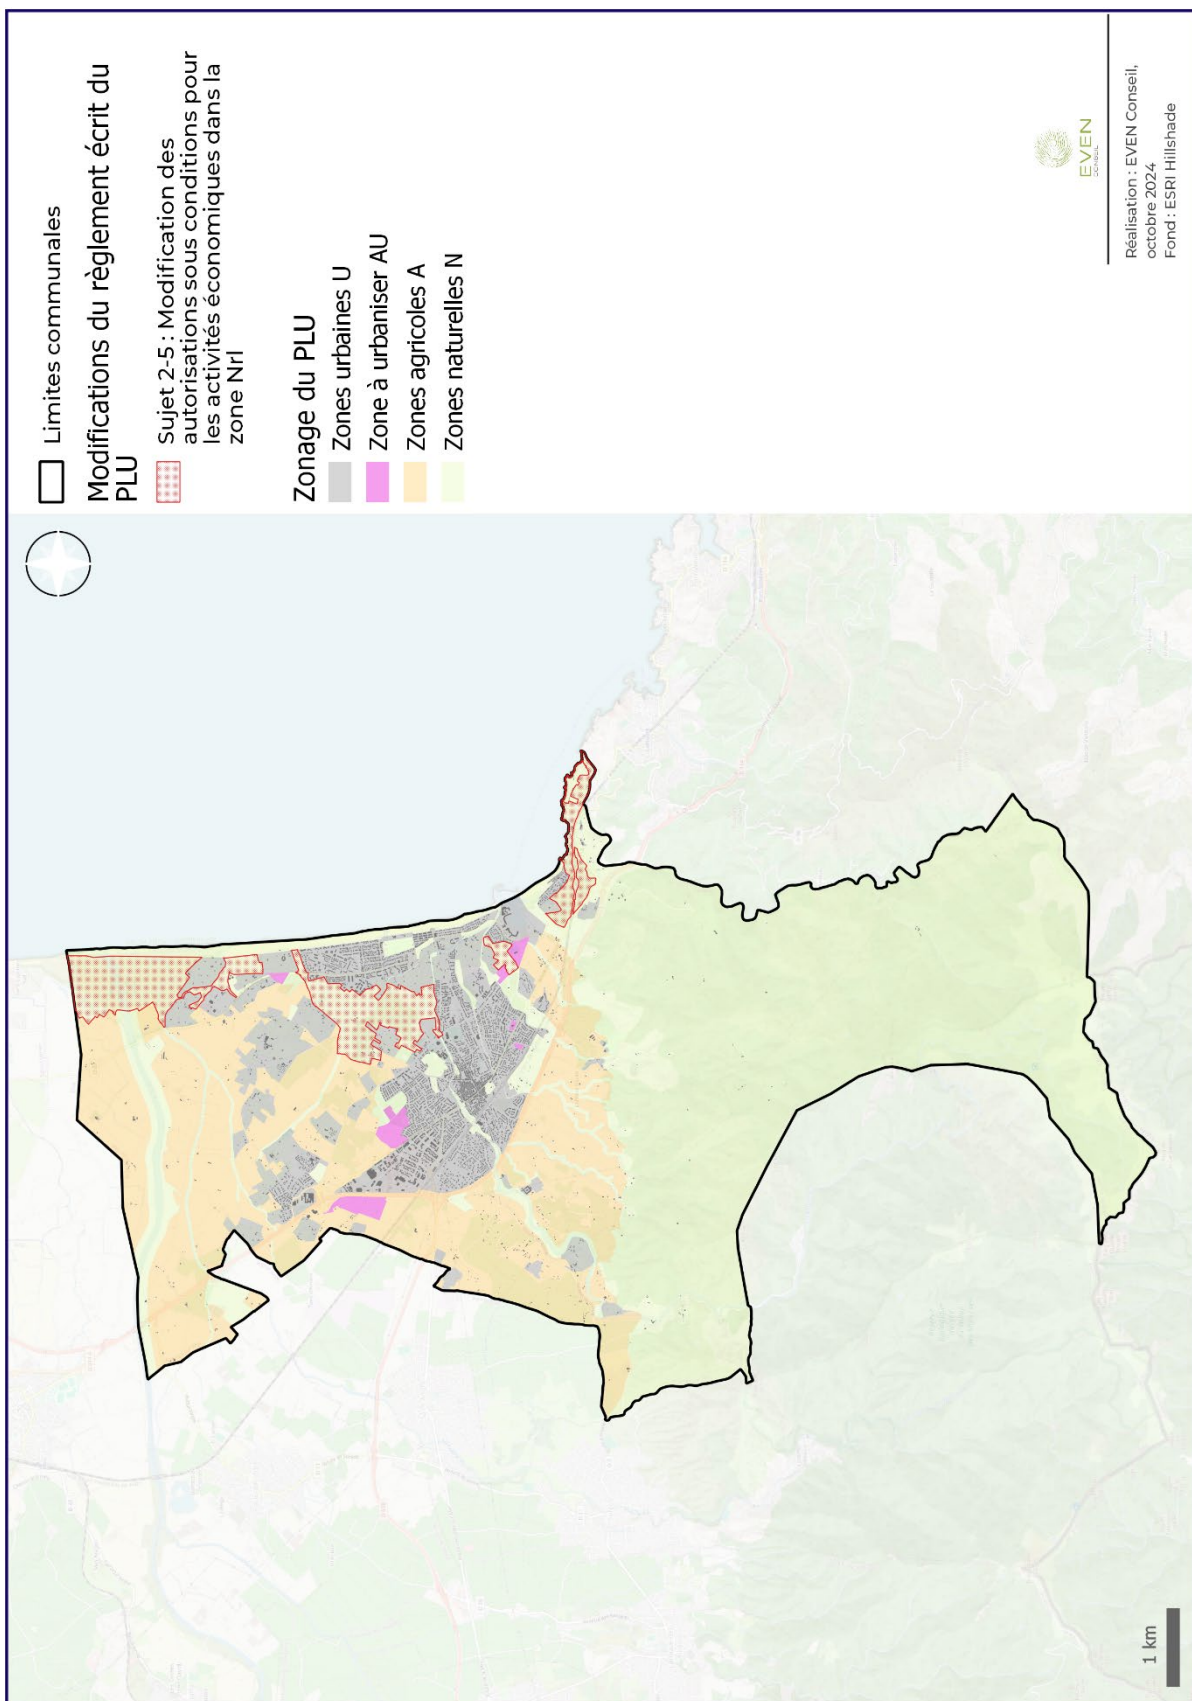 Limites communales
Modifications du règlement écrit du
PLU
Sujet 2-5 : Modification des
autorisations sous conditions pour
les activités économiques dans la
zone Nrl
Zonage du PLU
Zones urbaines U
Zone à urbaniser AU
Zones agricoles A
Zones naturelles N
EVEN
CONSEIL
Réalisation : EVEN Conseil,
octobre 2024
Fond : ESRI Hillshade
1 km